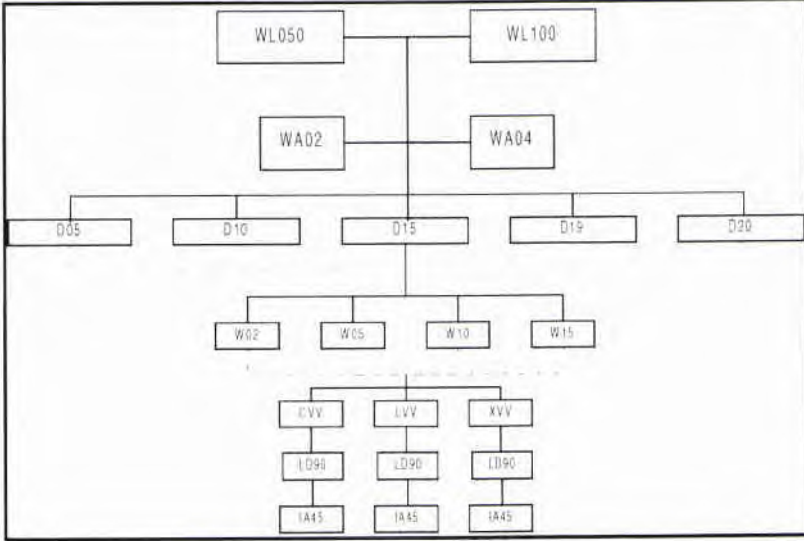 WL050 WL100
WA02 WA04
D05 D10 D15 D19 D20
W02 W05 W10 W15
CVV LVV XVV
LD90 LD90 LD90
IA45 IA45 IA45